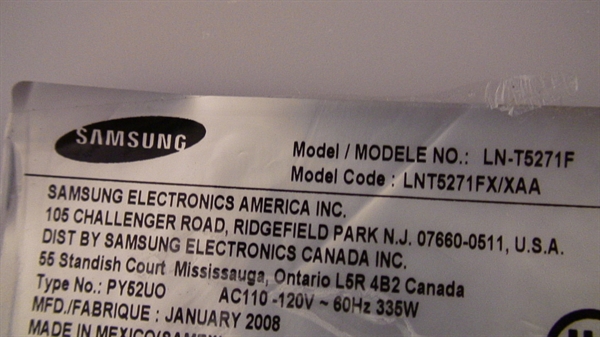 SAMSUNG
Model / MODELE NO.: LN-T5271F
Model Code : LNT5271FX/XAA
SAMSUNG ELECTRONICS AMERICA INC.
105 CHALLENGER ROAD, RIDGEFIELD PARK N.J. 07660-0511, U.S.A.
DIST BY SAMSUNG ELECTRONICS CANADA INC.
55 Standish Court Mississauga, Ontario L5R 4B2 Canada
Type No.: PY52UO AC110 -120V ~ 60Hz 335W
MFD./FABRIQUE : JANUARY 2008
MADE IN MEXICO